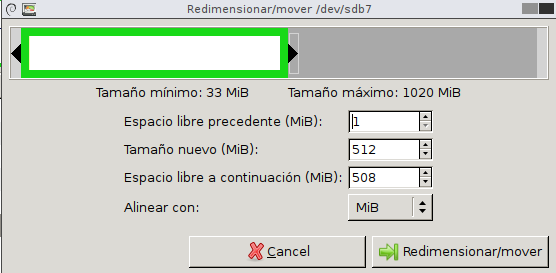 Redimensionar/mover /dev/sdb7
Tamaño mínimo: 33 MiB Tamaño máximo: 1020 MiB
Espacio libre precedente (MiB): 1
Tamaño nuevo (MiB): 512
Espacio libre a continuación (MiB): 508
Alinear con: MiB
Cancel Redimensionar/mover